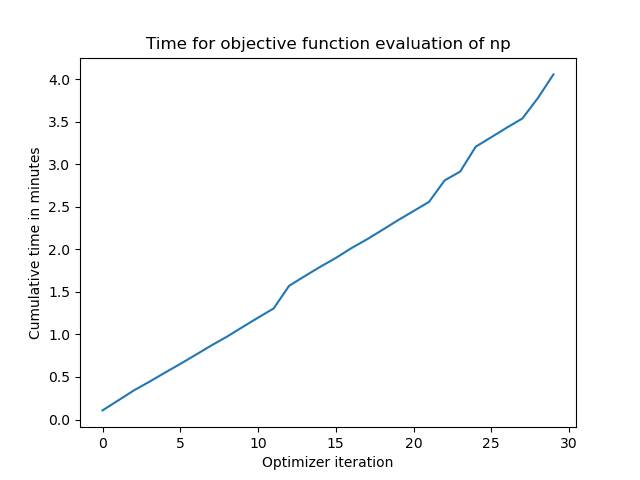 Time for objective function evaluation of np
Cumulative time in minutes
4.0
3.5
3.0
2.5
2.0
1.5
1.0
0.5
0.0
0 5 10 15 20 25 30
Optimizer iteration